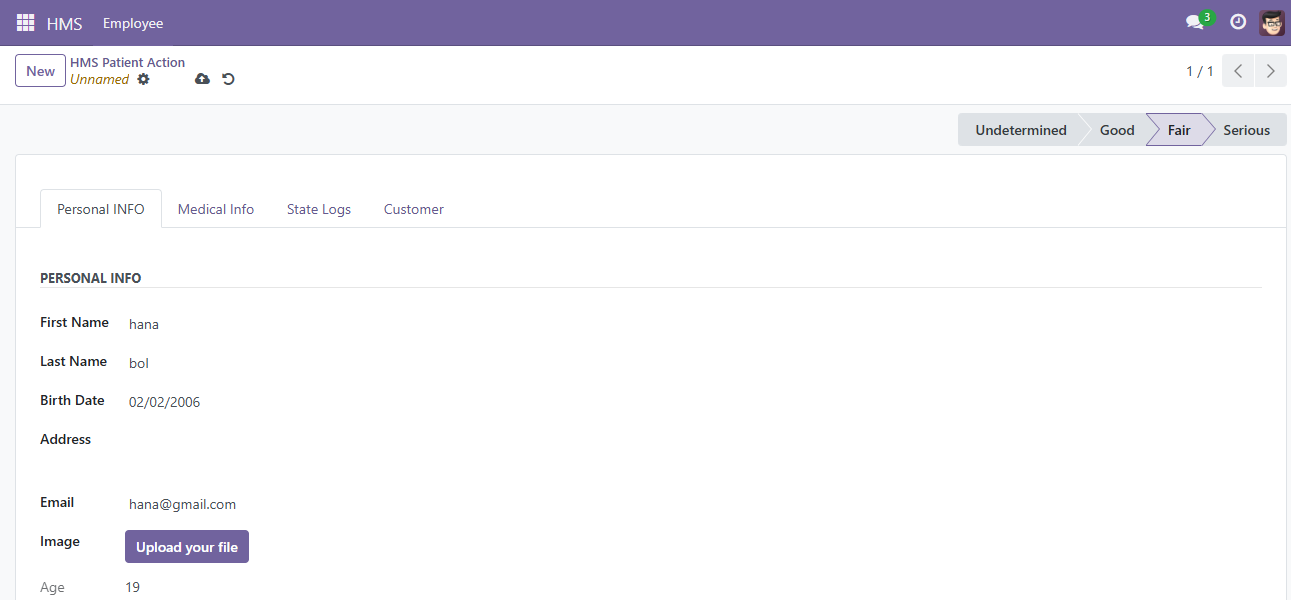 HMS Employee 3
New HMS Patient Action 1 / 1
Unnamed
Undetermined Good Fair Serious
Personal INFO Medical Info State Logs Customer
PERSONAL INFO
First Name hana
Last Name bol
Birth Date 02/02/2006
Address
Email hana@gmail.com
Image Upload your file
Age 19